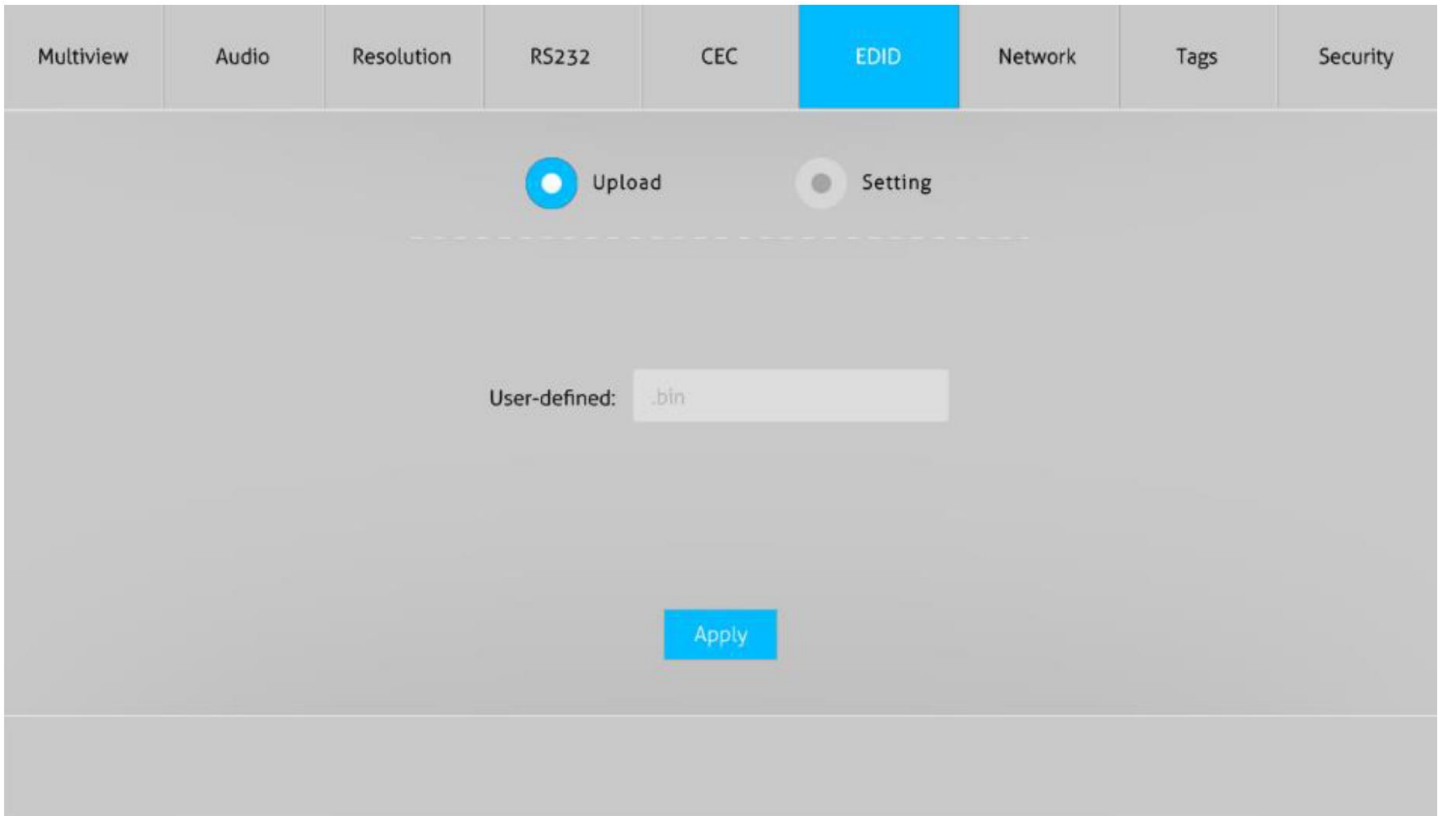 Multiview Audio Resolution RS232 CEC EDID Network Tags Security
Upload Setting
User-defined: .bin
Apply